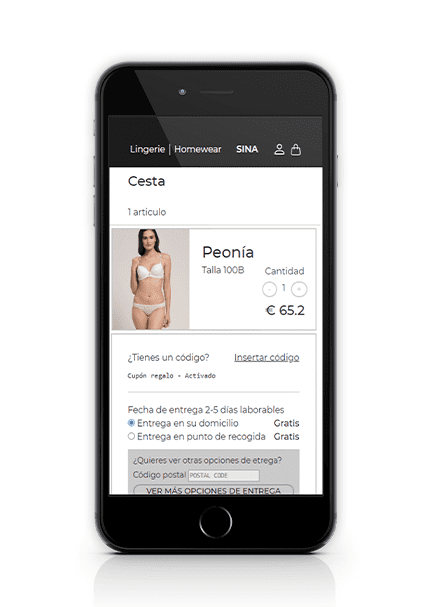 Lingerie | Homewear SINA
Cesta
1 articulo
Peonía
Talla 100B
Cantidad
- 1 +
€ 65.2
¿Tienes un código? Insertar código
Cupón regalo - Activado
Fecha de entrega 2-5 días laborables
Entrega en su domicilio Gratis
Entrega en punto de recogida Gratis
¿Quieres ver otras opciones de etrega?
Código postal POSTAL CODE
VER MÁS OPCIONES DE ENTREGA